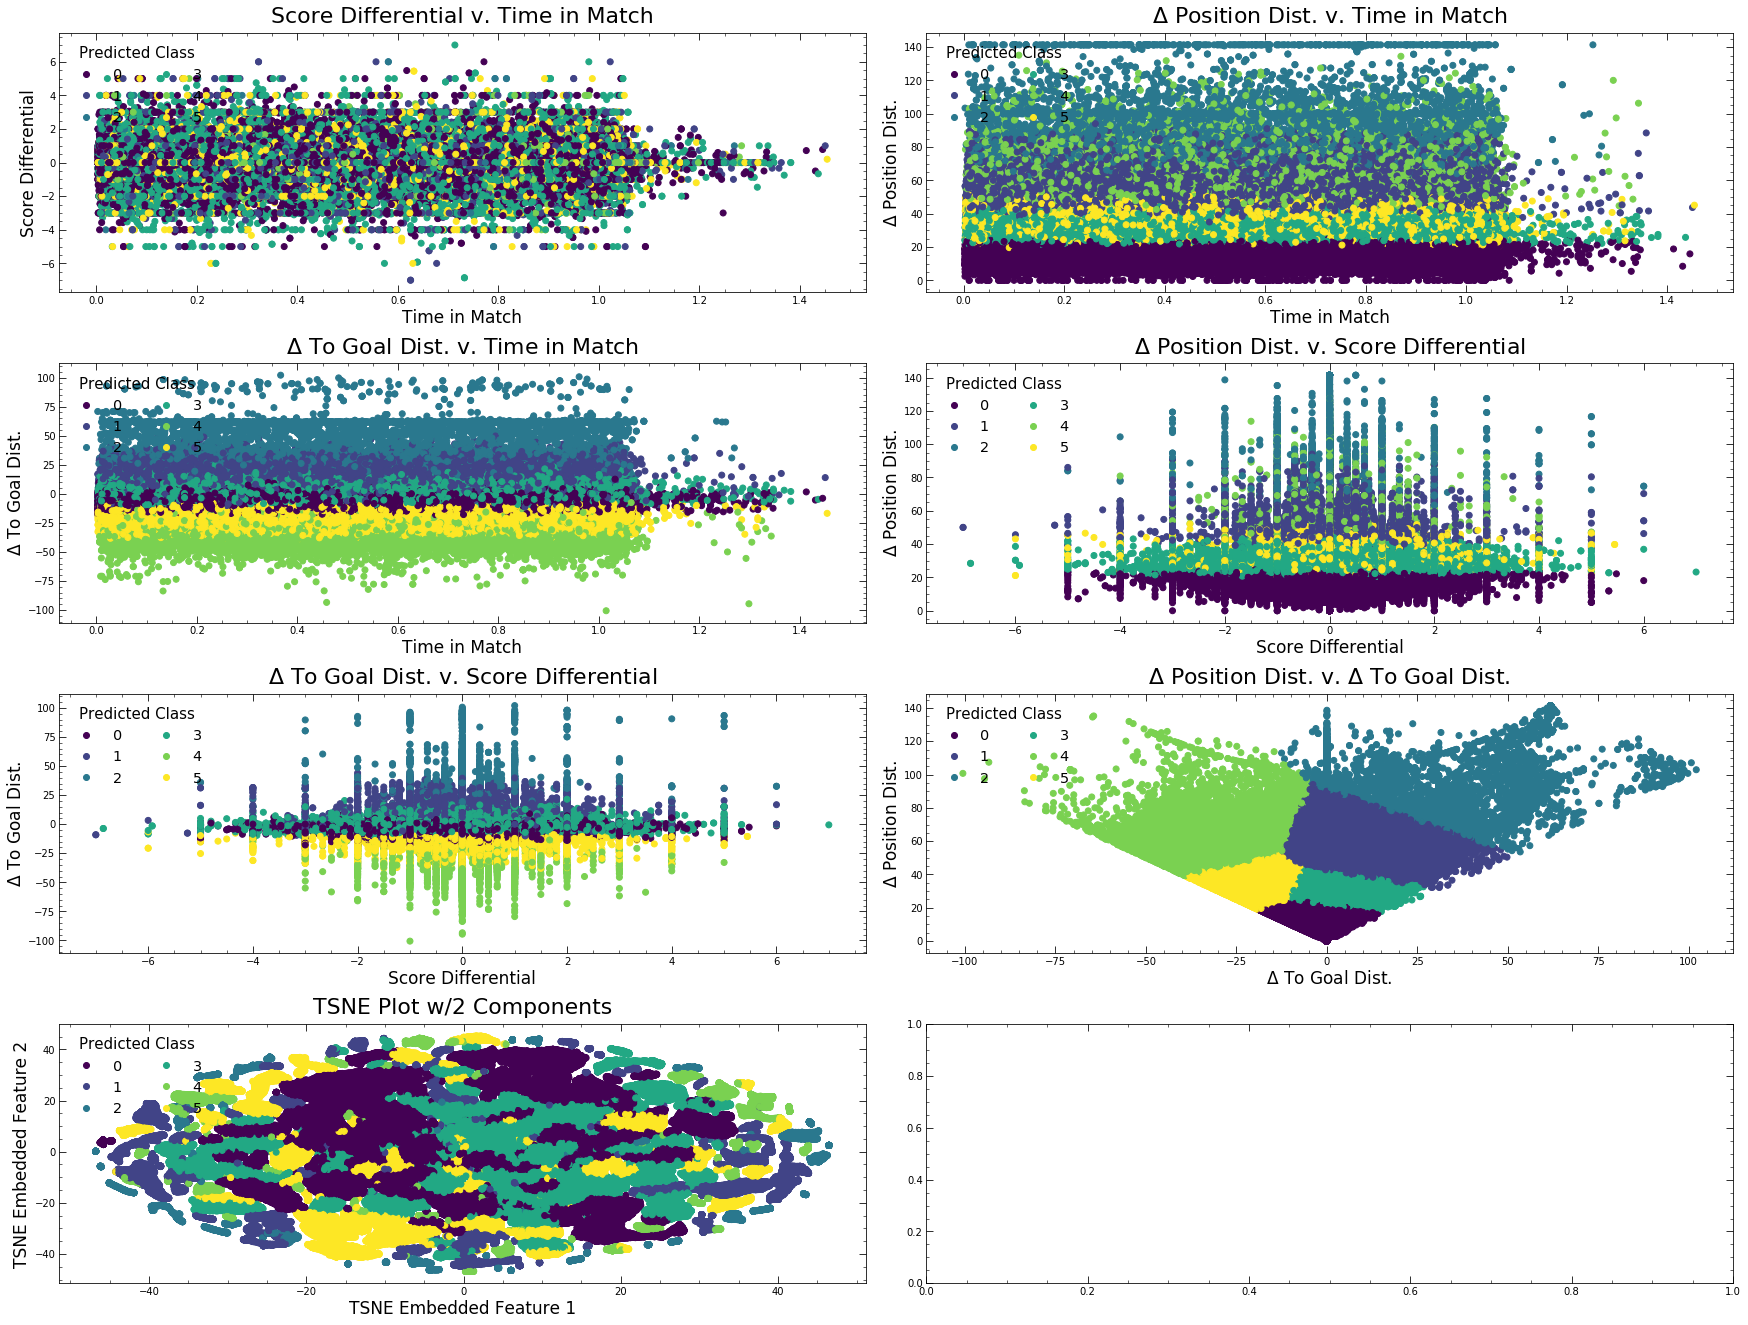 Score Differential v. Time in Match
Predicted Class
0 3
1 4
2 5
6
4
2
0
−2
−4
−6
Score Differential
0.0 0.2 0.4 0.6 0.8 1.0 1.2 1.4
Time in Match
Δ Position Dist. v. Time in Match
Predicted Class
0 3
1 4
2 5
140
120
100
80
60
40
20
0
Δ Position Dist.
0.0 0.2 0.4 0.6 0.8 1.0 1.2 1.4
Time in Match
Δ To Goal Dist. v. Time in Match
Predicted Class
0 3
1 4
2 5
100
75
50
25
0
−25
−50
−75
−100
Δ To Goal Dist.
0.0 0.2 0.4 0.6 0.8 1.0 1.2 1.4
Time in Match
Δ Position Dist. v. Score Differential
Predicted Class
0 3
1 4
2 5
140
120
100
80
60
40
20
0
Δ Position Dist.
−6 −4 −2 0 2 4 6
Score Differential
Δ To Goal Dist. v. Score Differential
Predicted Class
0 3
1 4
2 5
100
75
50
25
0
−25
−50
−75
−100
Δ To Goal Dist.
−6 −4 −2 0 2 4 6
Score Differential
Δ Position Dist. v. Δ To Goal Dist.
Predicted Class
0 3
1 4
2 5
140
120
100
80
60
40
20
0
Δ Position Dist.
−100 −75 −50 −25 0 25 50 75 100
Δ To Goal Dist.
TSNE Plot w/2 Components
Predicted Class
0 3
1 4
2 5
40
20
0
−20
−40
TSNE Embedded Feature 2
−40 −20 0 20 40
TSNE Embedded Feature 1
1.0
0.8
0.6
0.4
0.2
0.0
0.0 0.2 0.4 0.6 0.8 1.0